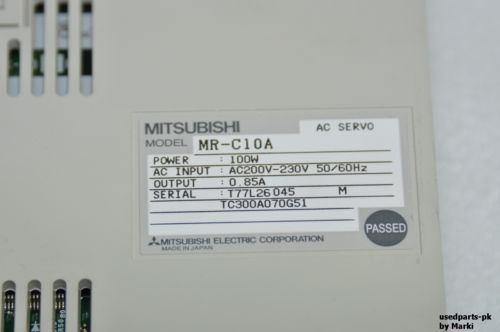 MITSUBISHI AC SERVO
MODEL MR-C10A
POWER : 100W
AC INPUT : AC200V-230V 50/60Hz
OUTPUT : 0.85A
SERIAL : T77L26045 M
TC300A070G51
PASSED
MITSUBISHI ELECTRIC CORPORATION
MADE IN JAPAN
usedparts-pk
by Marki